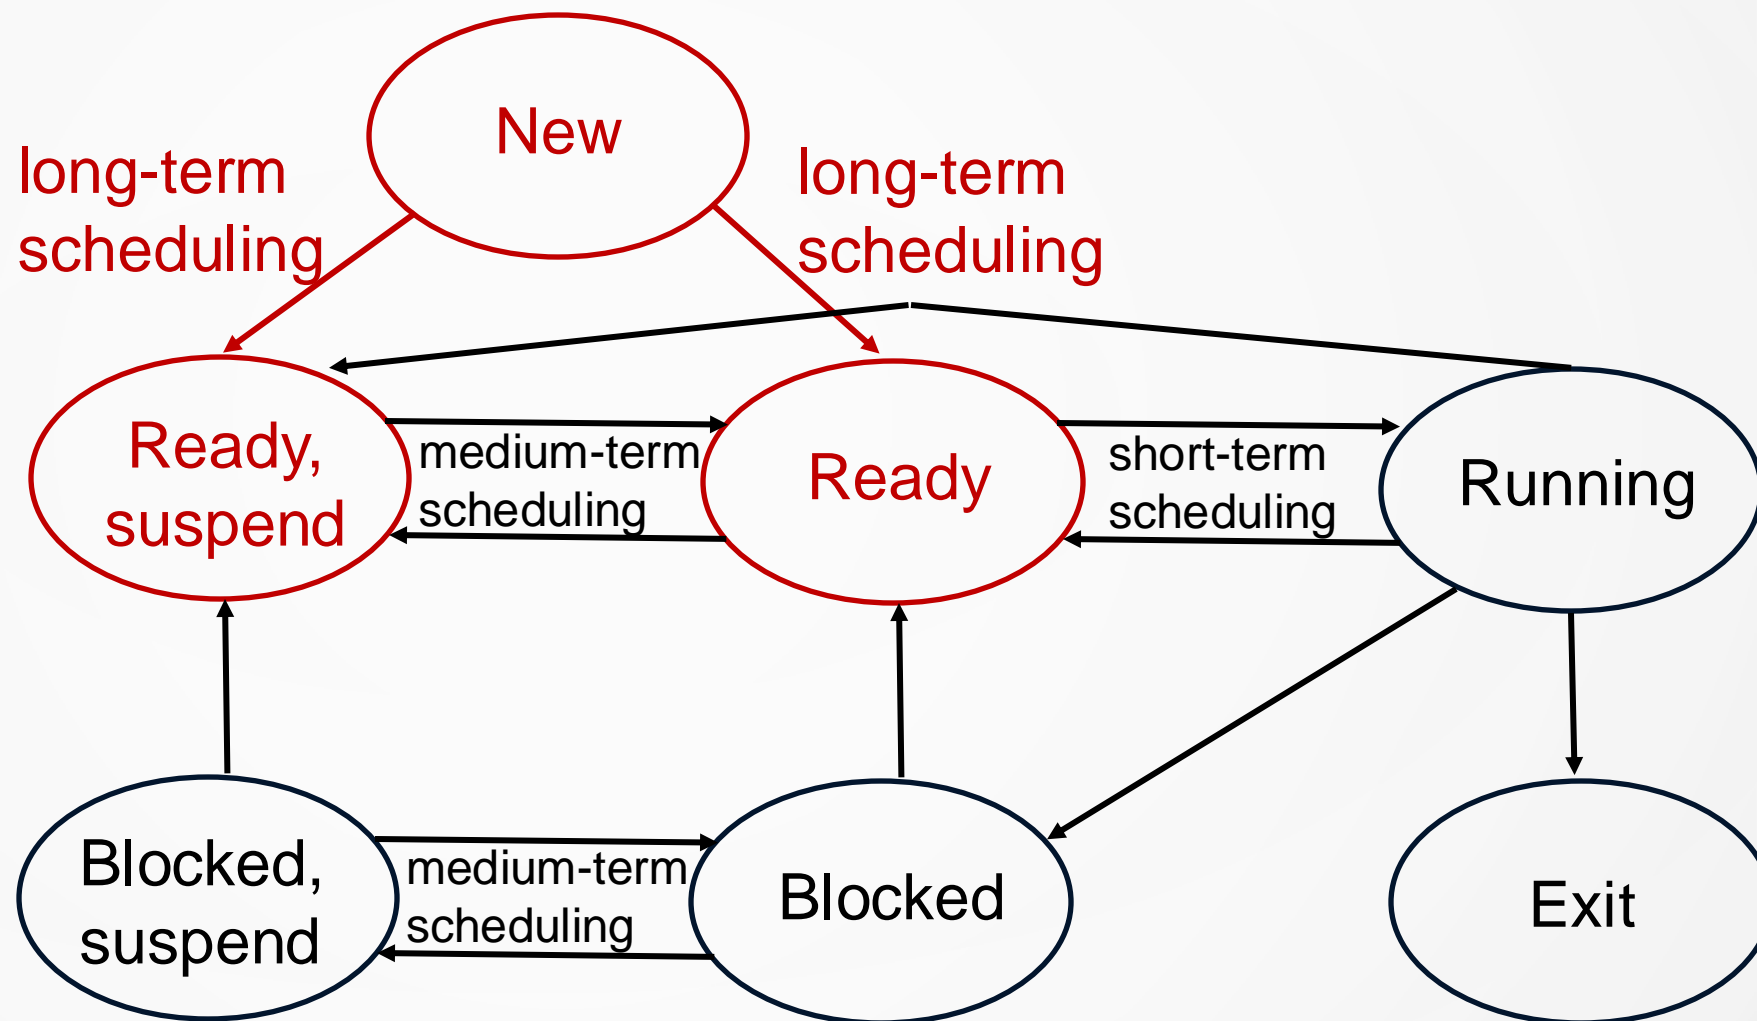 New
long-term
scheduling
long-term
scheduling
Ready,
suspend
medium-term
scheduling
Ready
short-term
scheduling
Running
Blocked,
suspend
medium-term
scheduling
Blocked
Exit